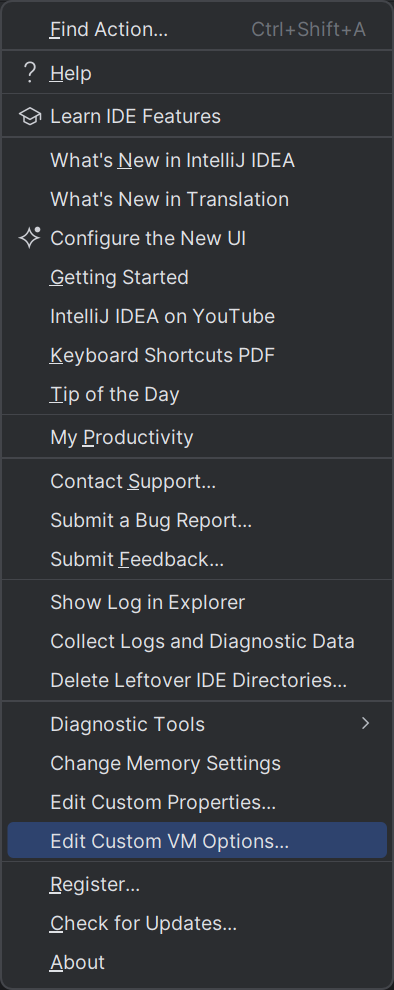 Find Action... Ctrl+Shift+A
Help
Learn IDE Features
What's New in IntelliJ IDEA
What's New in Translation
Configure the New UI
Getting Started
IntelliJ IDEA on YouTube
Keyboard Shortcuts PDF
Tip of the Day
My Productivity
Contact Support...
Submit a Bug Report...
Submit Feedback...
Show Log in Explorer
Collect Logs and Diagnostic Data
Delete Leftover IDE Directories...
Diagnostic Tools
Change Memory Settings
Edit Custom Properties...
Edit Custom VM Options...
Register...
Check for Updates...
About